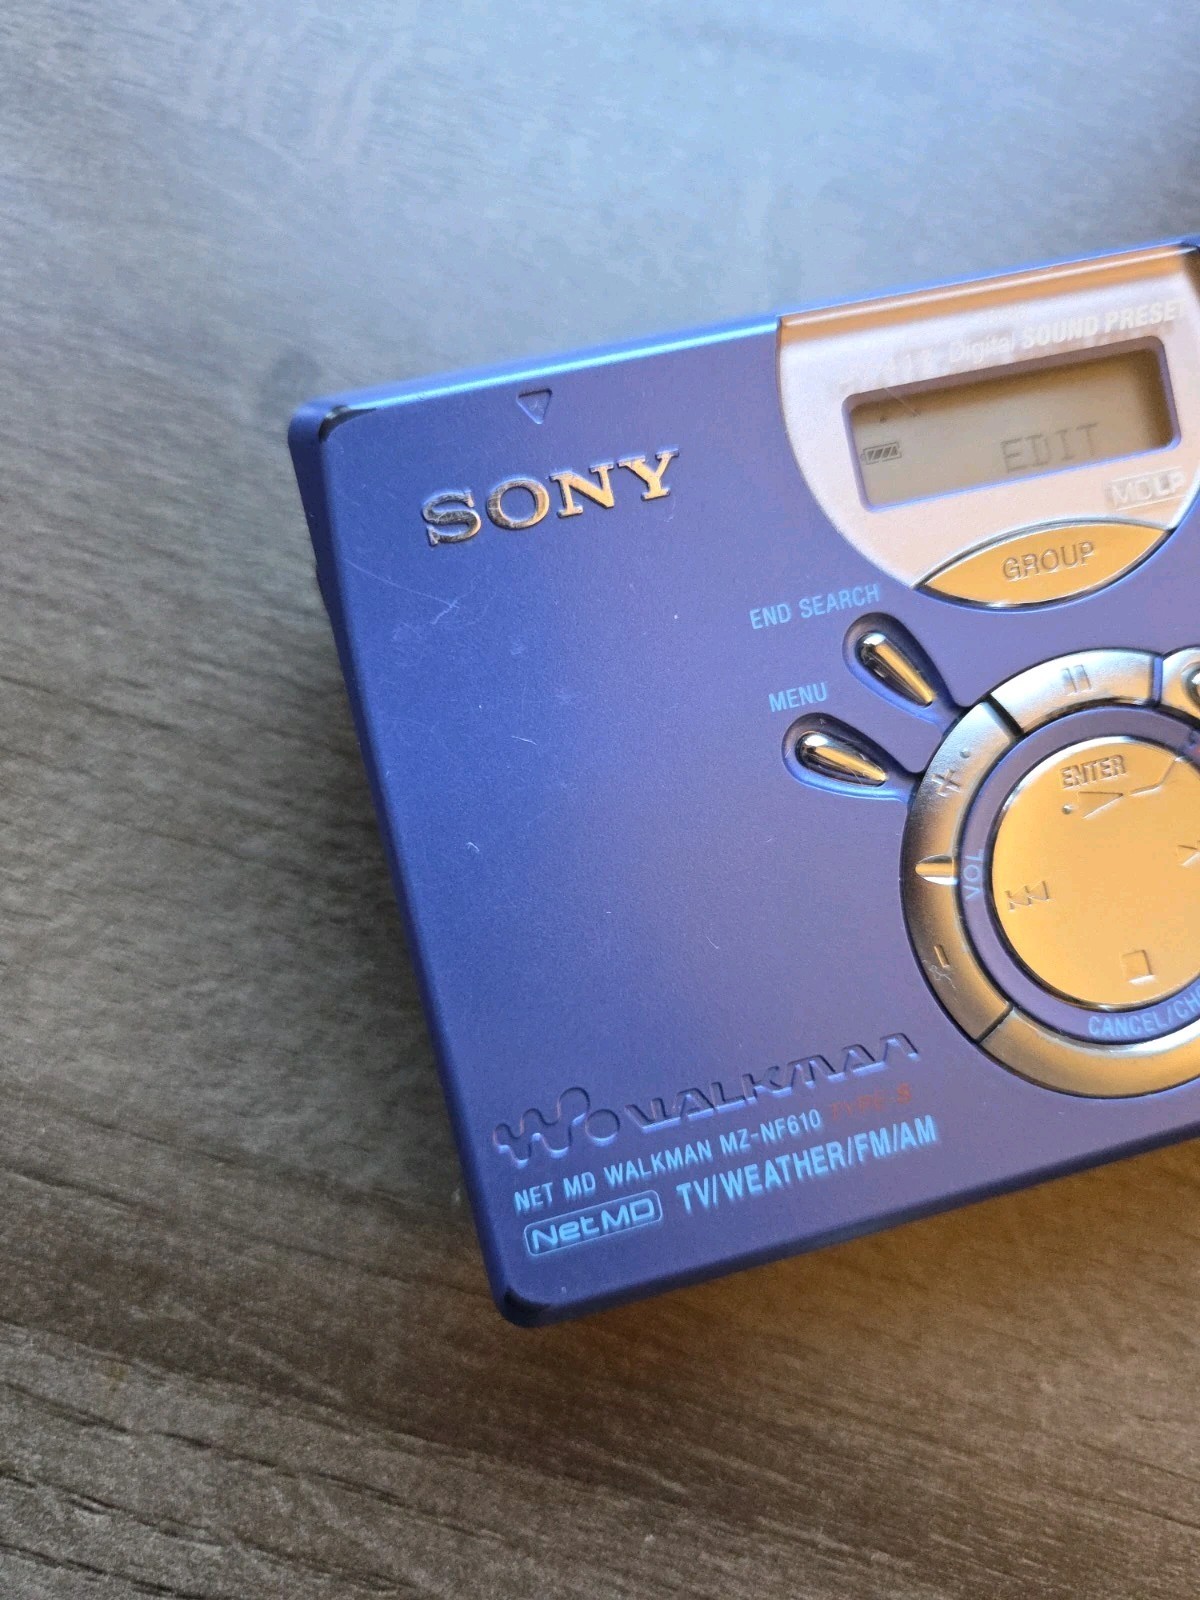 Digital SOUND PRESET
SONY
EDIT
MDLP
GROUP
END SEARCH
MENU
ENTER
+
VOL
-
CANCEL/CH
WALKMAN
NET MD WALKMAN MZ-NF610 TYPE-S
NetMD TV/WEATHER/FM/AM